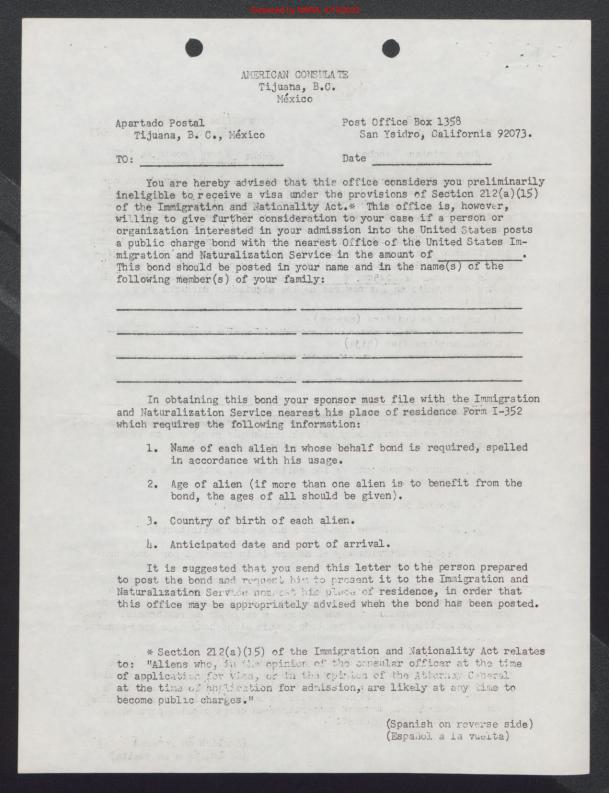 AMERICAN CONSULATE
Tijuana, B.C.
México
Apartado Postal
Tijuana, B. C., México
Post Office Box 1358
San Ysidro, California 92073.
TO:
Date
You are hereby advised that this office considers you preliminarily
ineligible to receive a visa under the provisions of Section 212(a)(15)
of the Immigration and Nationality Act.* This office is, however,
willing to give further consideration to your case if a person or
organization interested in your admission into the United States posts
a public charge bond with the nearest Office of the United States Im-
migration and Naturalization Service in the amount of ____________.
This bond should be posted in your name and in the name(s) of the
following member(s) of your family:
In obtaining this bond your sponsor must file with the Immigration
and Naturalization Service nearest his place of residence Form I-352
which requires the following information:
1. Name of each alien in whose behalf bond is required, spelled
in accordance with his usage.
2. Age of alien (if more than one alien is to benefit from the
bond, the ages of all should be given).
3. Country of birth of each alien.
4. Anticipated date and port of arrival.
It is suggested that you send this letter to the person prepared
to post the bond and request him to present it to the Immigration and
Naturalization Service nearest his place of residence, in order that
this office may be appropriately advised when the bond has been posted.
* Section 212(a)(15) of the Immigration and Nationality Act relates
to: "Aliens who, in the opinion of the consular officer at the time
of application for visa, or in the opinion of the Attorney General
at the time of application for admission, are likely at any time to
become public charges."
(Spanish on reverse side)
(Español a la vuelta)